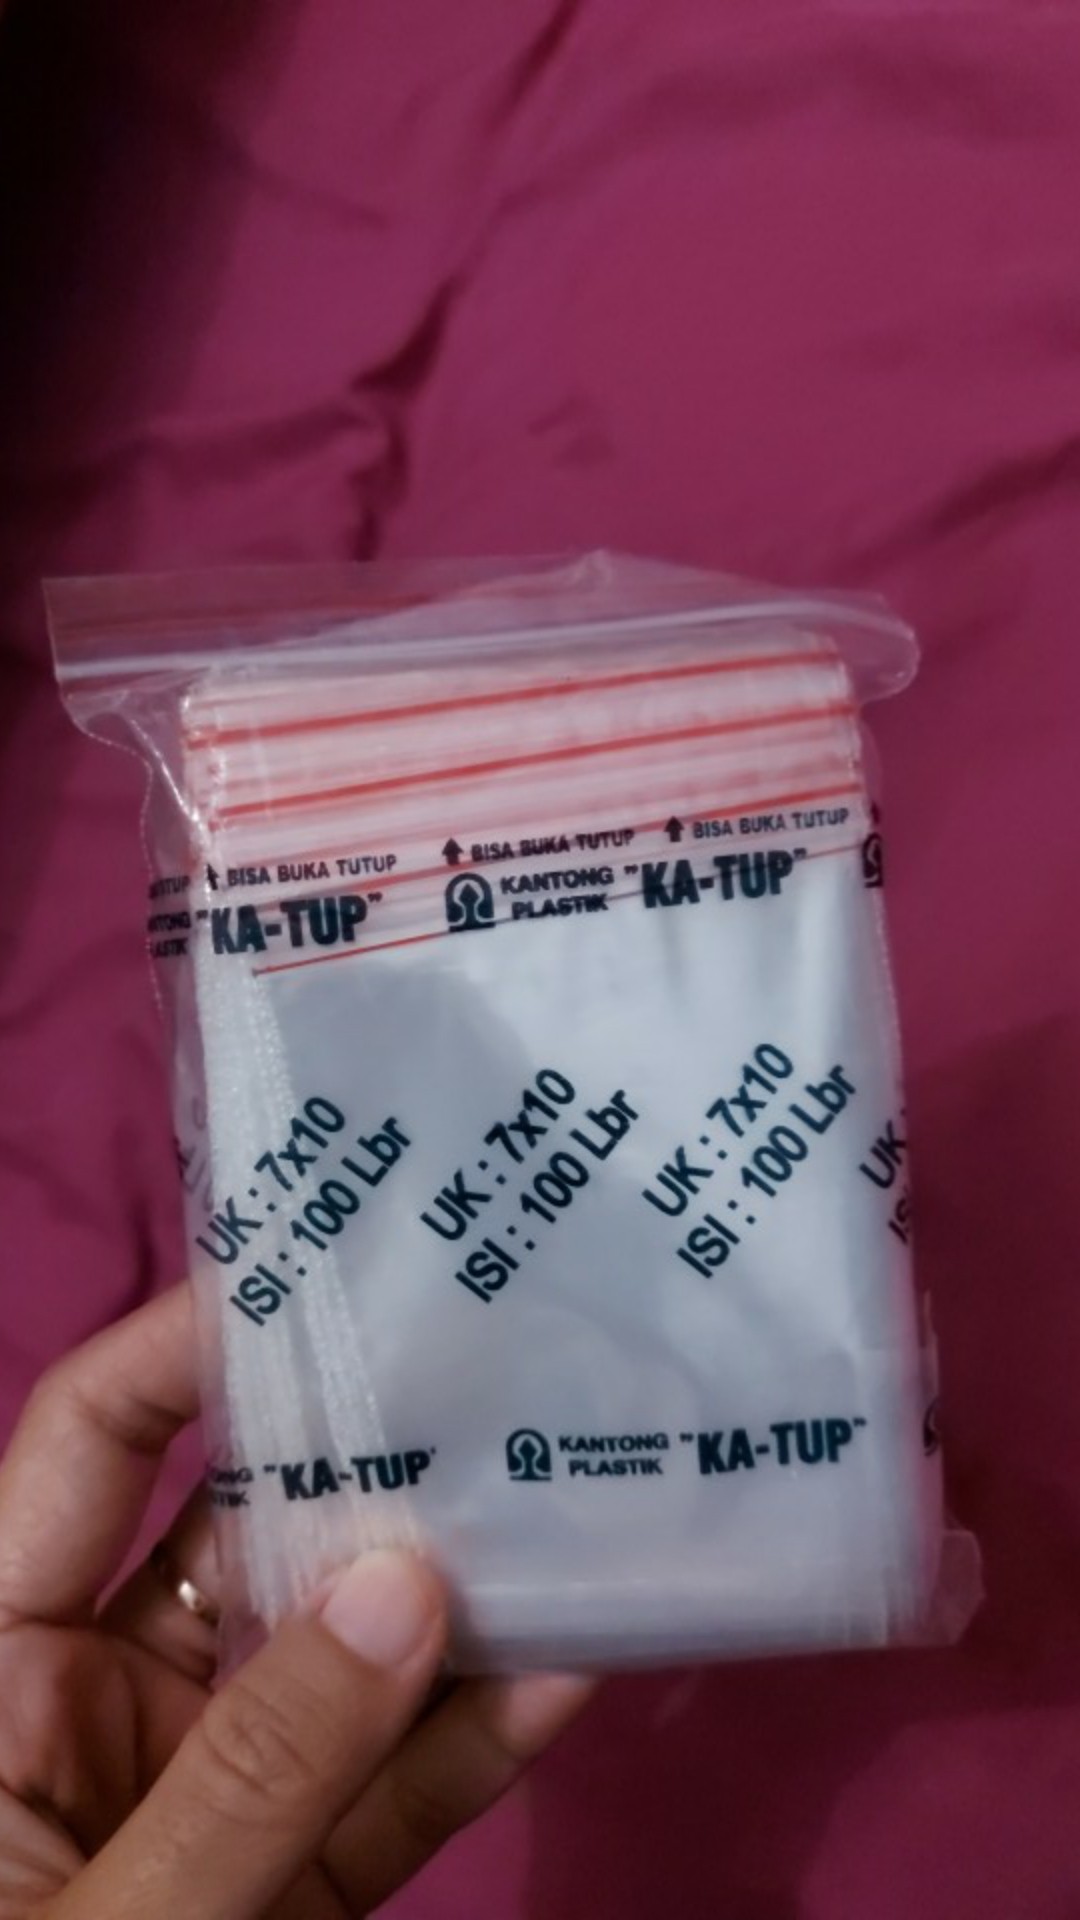 BISA BUKA TUTUP
BISA BUKA TUTUP
BISA BUKA TUTUP
"KA-TUP"
KANTONG
PLASTIK
"KA-TUP"
UK : 7x10
ISI : 100 Lbr
UK : 7x10
ISI : 100 Lbr
UK : 7x10
ISI : 100 Lbr
UK :
"KA-TUP"
KANTONG
PLASTIK
"KA-TUP"